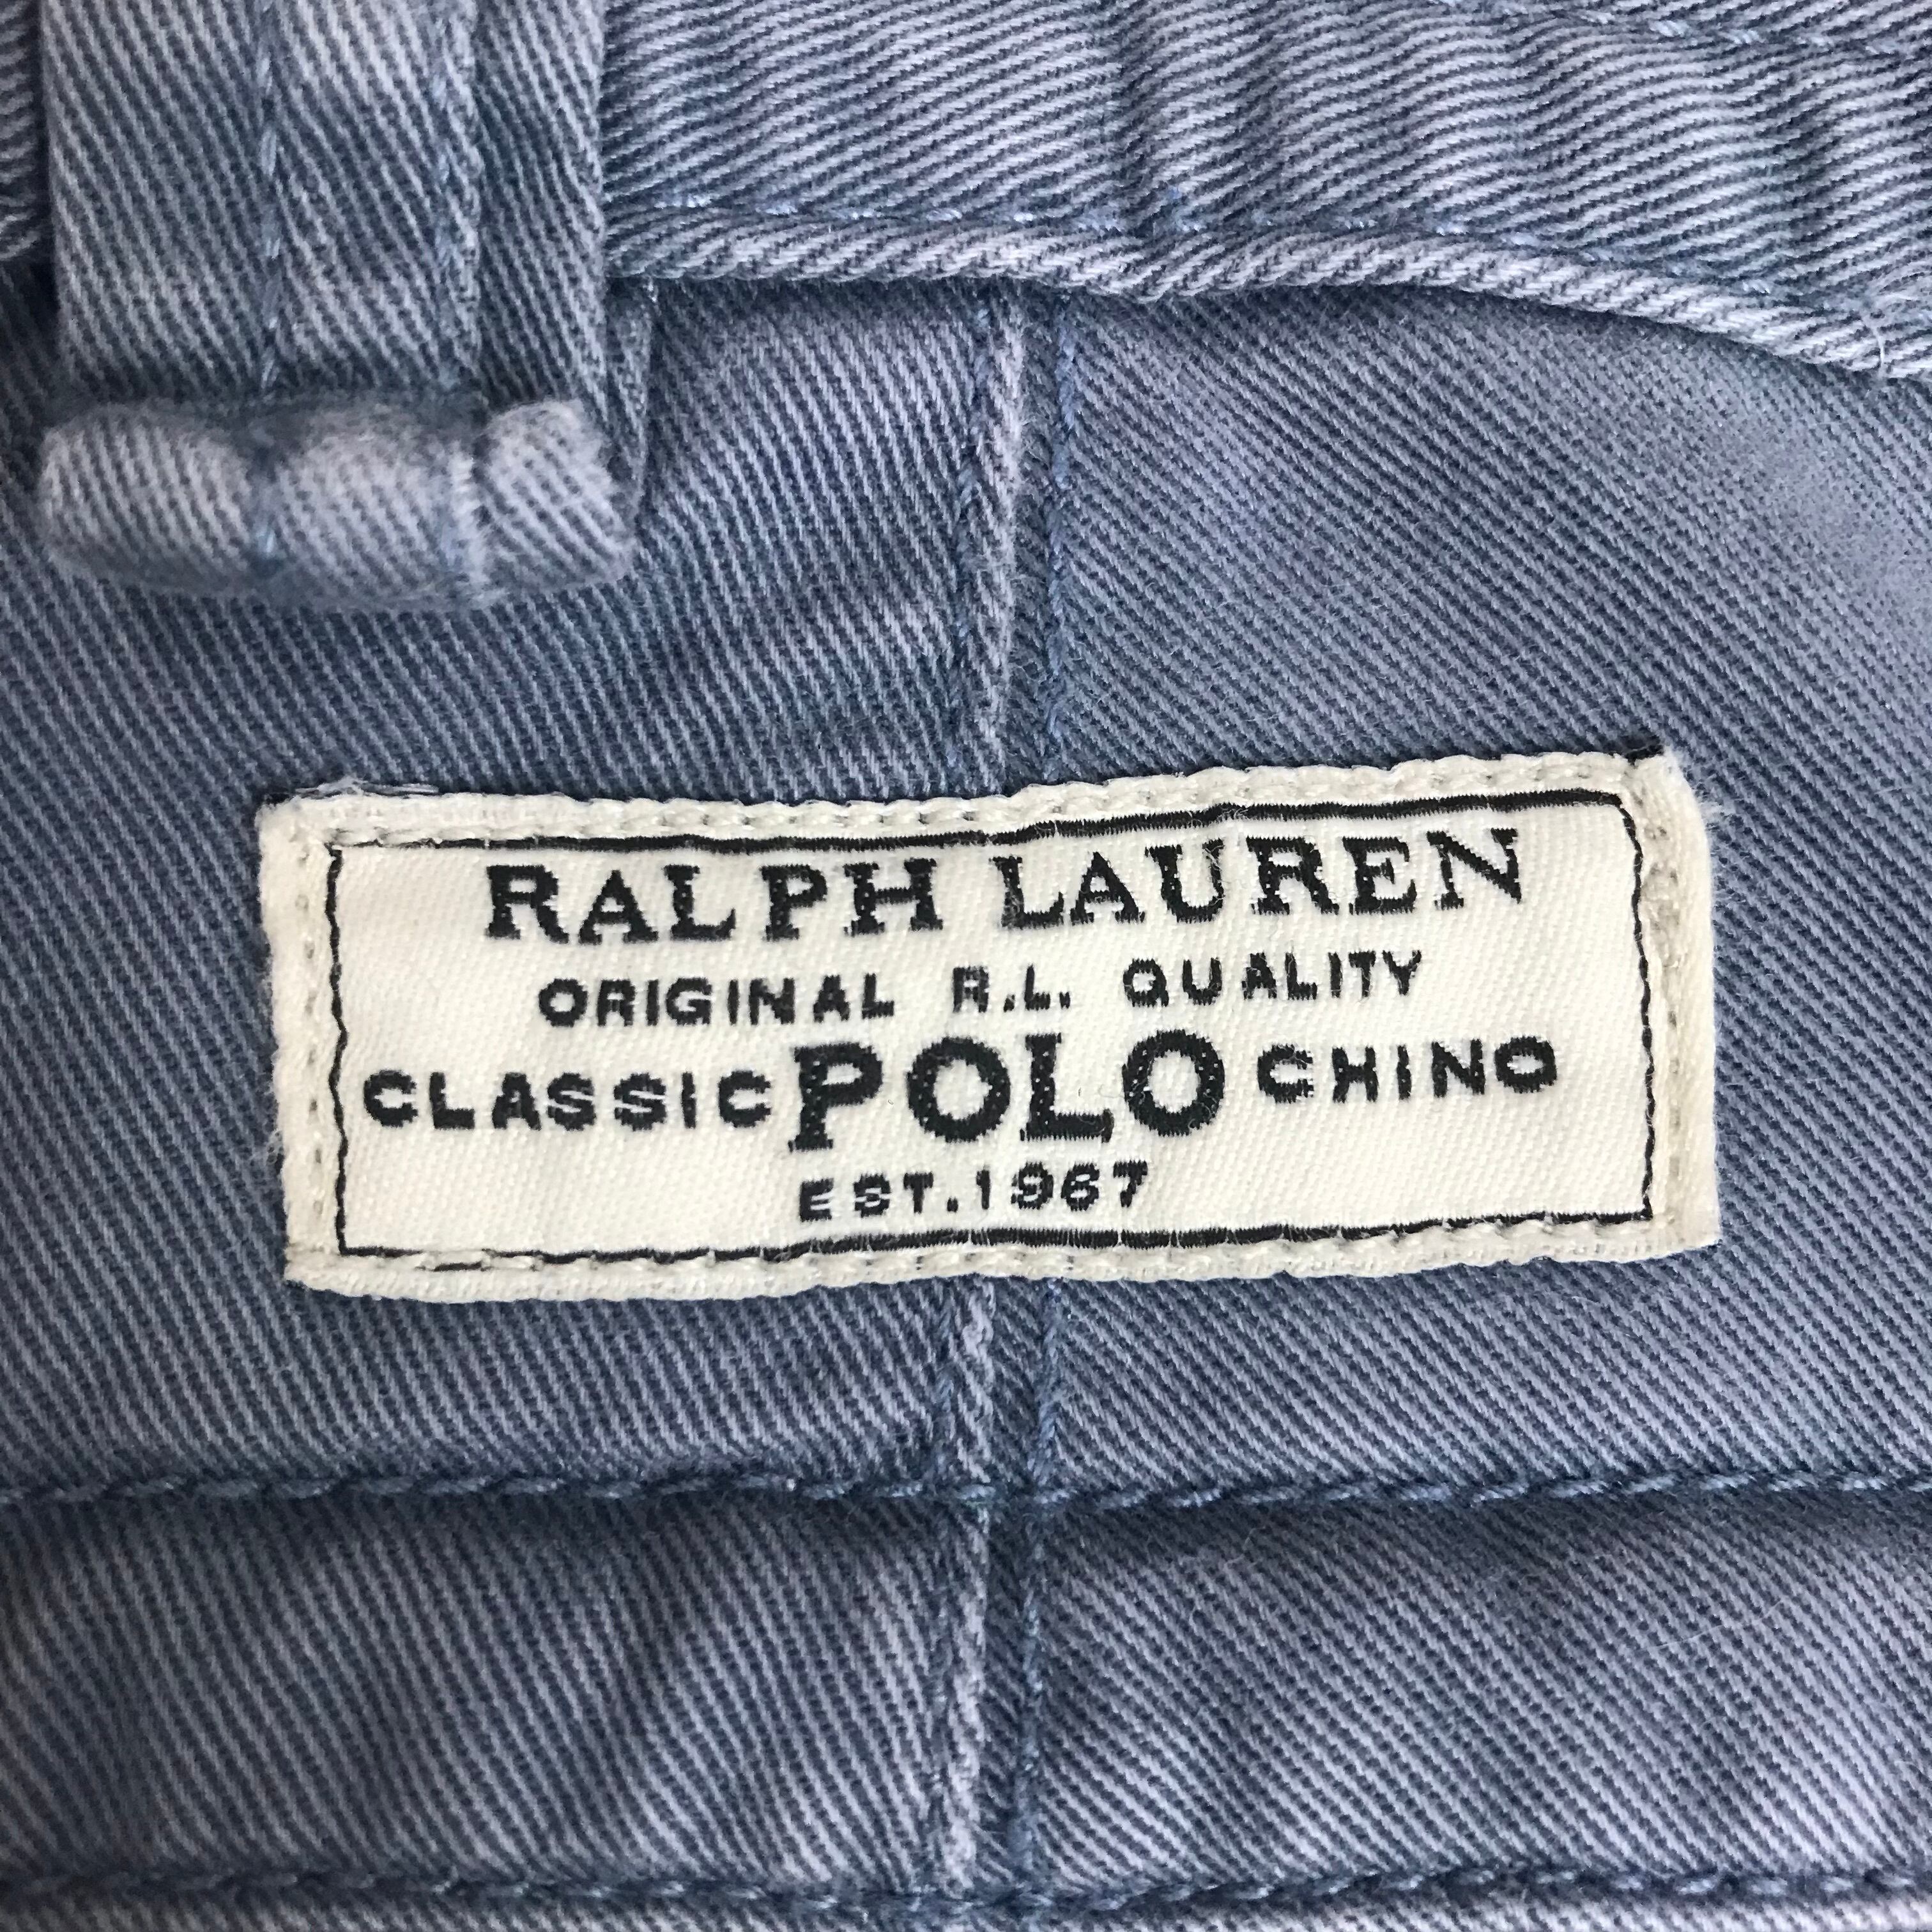 RALPH LAUREN
ORIGINAL R.L. QUALITY
CLASSIC POLO CHINO
EST.1967